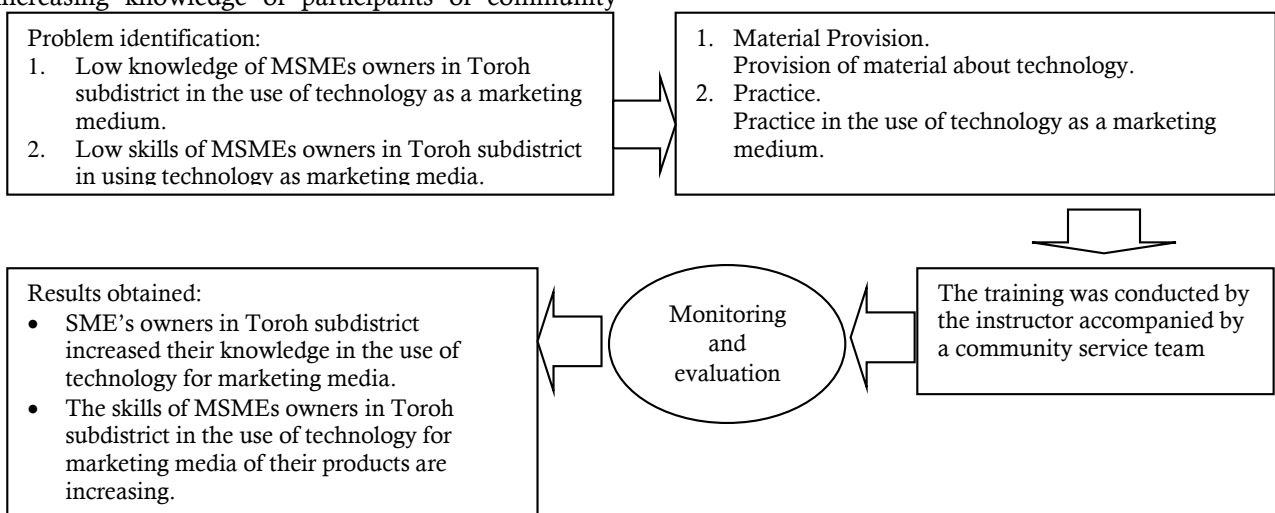 increasing knowledge of participants of community
Problem identification:
1. Low knowledge of MSMEs owners in Toroh
subdistrict in the use of technology as a marketing
medium.
2. Low skills of MSMEs owners in Toroh subdistrict
in using technology as marketing media.
1. Material Provision.
Provision of material about technology.
2. Practice.
Practice in the use of technology as a marketing
medium.
The training was conducted by
the instructor accompanied by
a community service team
Monitoring
and
evaluation
Results obtained:
• SME's owners in Toroh subdistrict
increased their knowledge in the use of
technology for marketing media.
• The skills of MSMEs owners in Toroh
subdistrict in the use of technology for
marketing media of their products are
increasing.